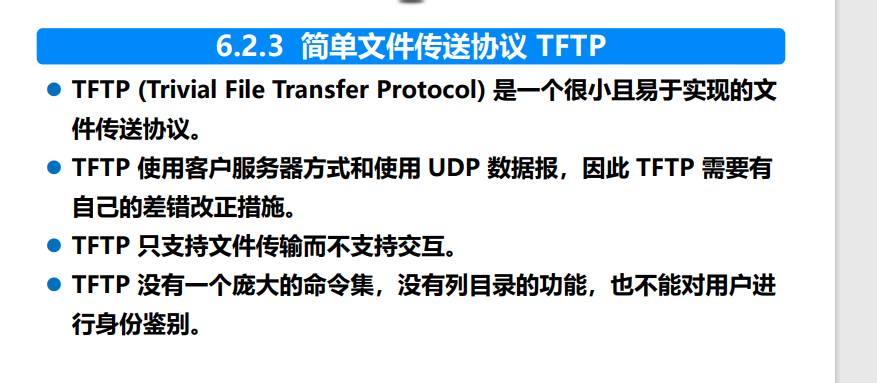 6.2.3 简单文件传送协议 TFTP
TFTP (Trivial File Transfer Protocol) 是一个很小且易于实现的文
件传送协议。
TFTP 使用客户服务器方式和使用 UDP 数据报，因此 TFTP 需要有
自己的差错改正措施。
TFTP 只支持文件传输而不支持交互。
TFTP 没有一个庞大的命令集，没有列目录的功能，也不能对用户进
行身份鉴别。